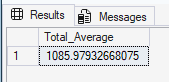 Results Messages
Total_Average
1 1085.97932668075